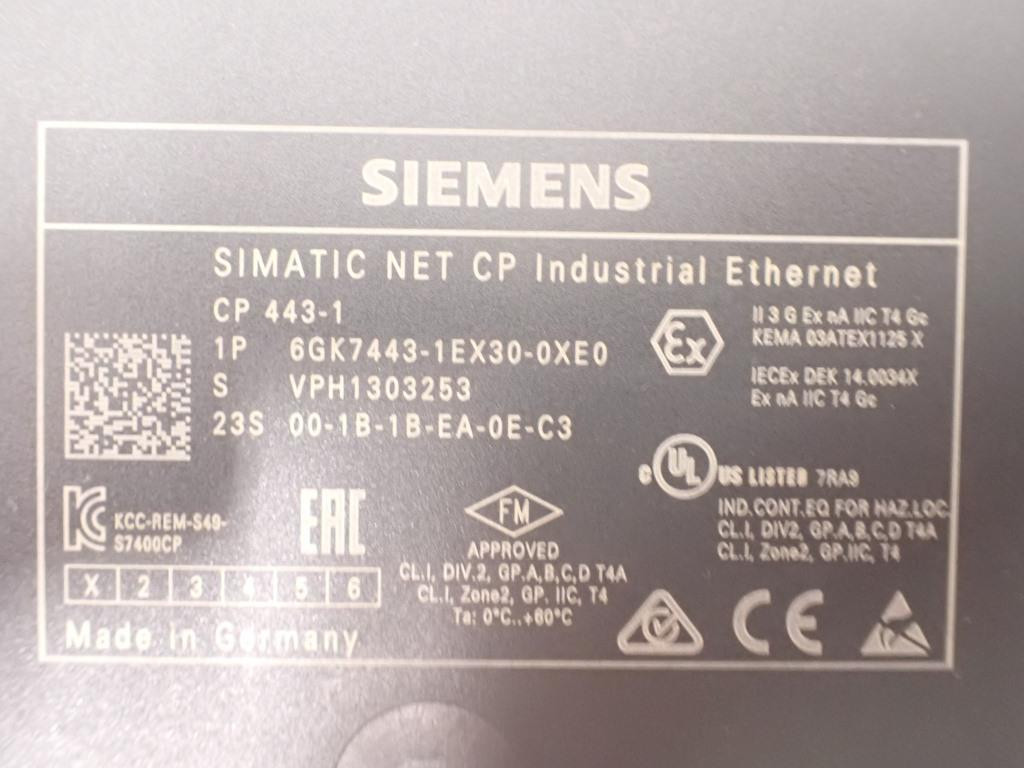 SIEMENS
SIMATIC NET CP Industrial Ethernet
CP 443-1
1P 6GK7443-1EX30-0XE0
S VPH1303253
23S 00-1B-1B-EA-0E-C3
Ex
II 3 G Ex nA IIC T4 Gc
KEMA 03ATEX1125 X
IECEx DEK 14.0034X
Ex nA IIC T4 Gc
c UL US LISTED 7RA9
IND.CONT.EQ FOR HAZ.LOC.
CL.I, DIV2, GP.A,B,C,D T4A
CL.I, Zone2, GP.IIC, T4
KCC-REM-S49-
S7400CP
EAC
FM
APPROVED
CL.I, DIV.2, GP.A,B,C,D T4A
CL.I, Zone2, GP. IIC, T4
Ta: 0°C..+60°C
X 2 3 4 5 6
Made in Germany
CE